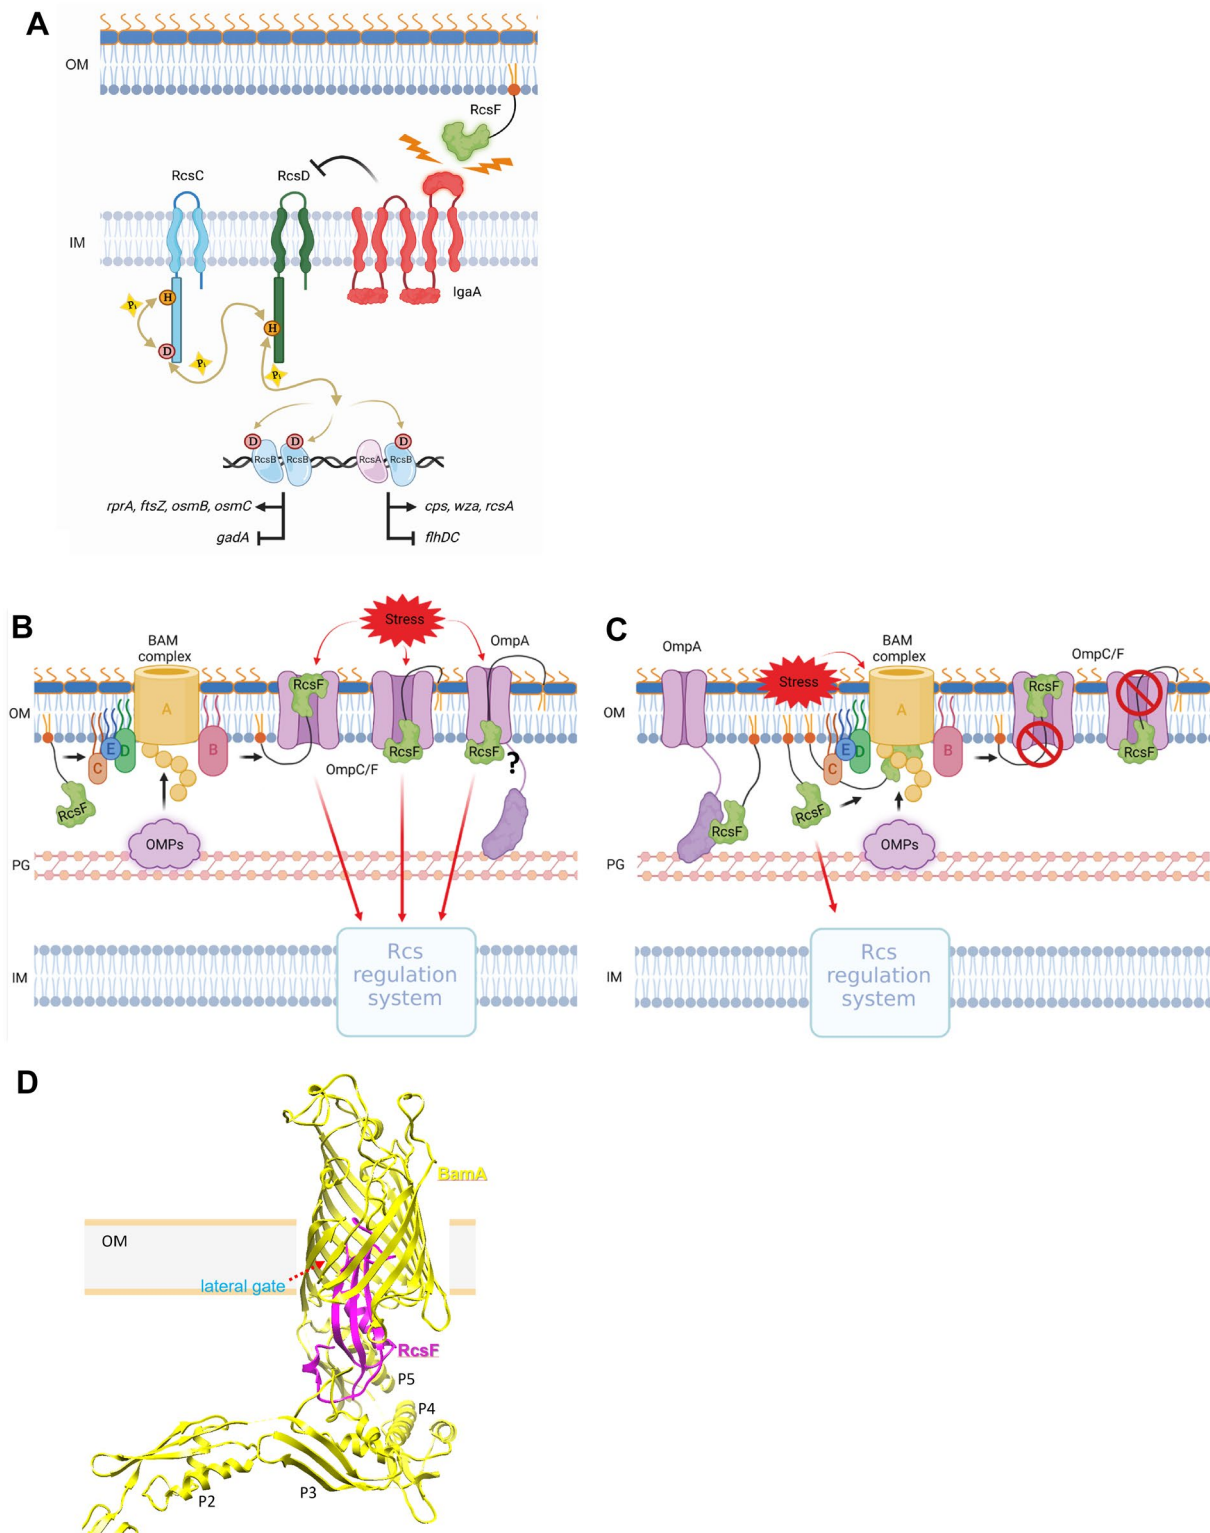 A
OM
RcsF
RcsC
RcsD
IM
IgaA
H
Pi
D
Pi
H
Pi
D
D
D
RcsB
RcsB
RcsA
RcsB
rprA, ftsZ, osmB, osmC
cps, wza, rcsA
gadA
flhDC
B
Stress
BAM
complex
OmpA
RcsF
OM
A
E
D
C
B
OmpC/F
RcsF
RcsF
?
RcsF
OMPs
PG
Rcs
regulation
system
IM
C
OmpA
BAM
complex
OmpC/F
Stress
RcsF
OM
A
E
D
C
B
RcsF
RcsF
RcsF
OMPs
PG
Rcs
regulation
system
IM
D
BamA
OM
lateral gate
RcsF
P5
P4
P3
P2